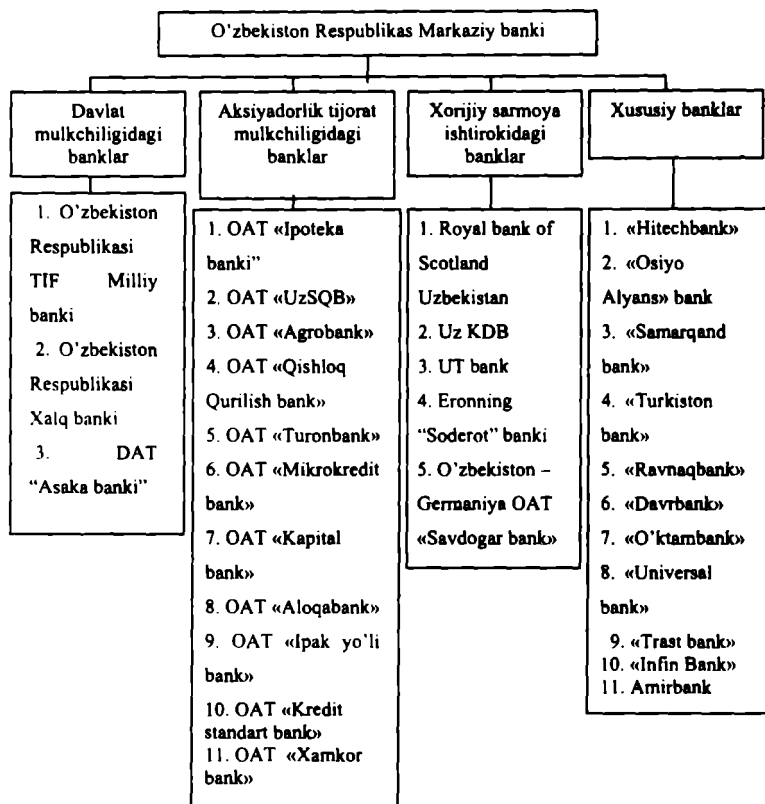 O'zbekiston Respublikas Markaziy banki
Davlat
mulkchiligidagi
banklar
1. O'zbekiston
Respublikasi
TIF Milliy
banki
2. O'zbekiston
Respublikasi
Xalq banki
3. DAT
“Asaka banki”
Aksiyadorlik tijorat
mulkchiligidagi
banklar
1. OAT «Ipoteka
banki”
2. OAT «UzSQB»
3. OAT «Agrobank»
4. OAT «Qishloq
Qurilish bank»
5. OAT «Turonbank»
6. OAT «Mikrokredit
bank»
7. OAT «Kapital
bank»
8. OAT «Aloqabank»
9. OAT «Ipak yo'li
bank»
10. OAT «Kredit
standart bank»
11. OAT «Xamkor
bank»
Xorijiy sarmoya
ishtirokidagi
banklar
1. Royal bank of
Scotland
Uzbekistan
2. Uz KDB
3. UT bank
4. Eronning
“Soderot” banki
5. O'zbekiston –
Germaniya OAT
«Savdogar bank»
Xususiy banklar
1. «Hitechbank»
2. «Osiyo
Alyans» bank
3. «Samarqand
bank»
4. «Turkiston
bank»
5. «Ravnaqbank»
6. «Davrbank»
7. «O'ktambank»
8. «Universal
bank»
9. «Trast bank»
10. «Infin Bank»
11. Amirbank